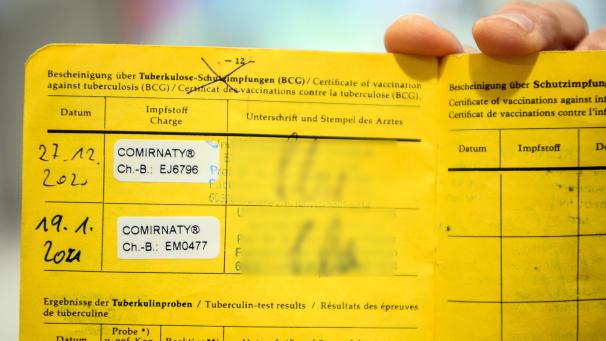 - 12 -
Bescheinigung über Tuberkulose-Schutzimpfungen (BCG) / Certificate of vaccination
against tuberculosis (BCG) / Certificat des vaccinations contre la tuberculose (BCG).
Datum
Impfstoff
Charge
Unterschrift und Stempel des Arztes
27.12.
2020
COMIRNATY®
Ch.-B.: EJ6796
19.1.
2021
COMIRNATY®
Ch.-B.: EM0477
Ergebnisse der Tuberkulinproben / Tuberculin-test results / Résultats des épreuves
de tuberculine
Datum
Probe *)
Bescheinigung über Schutzimpfung
Certificate of vaccinations against
Certificat de vaccinations contre
Datum
Impfstoff